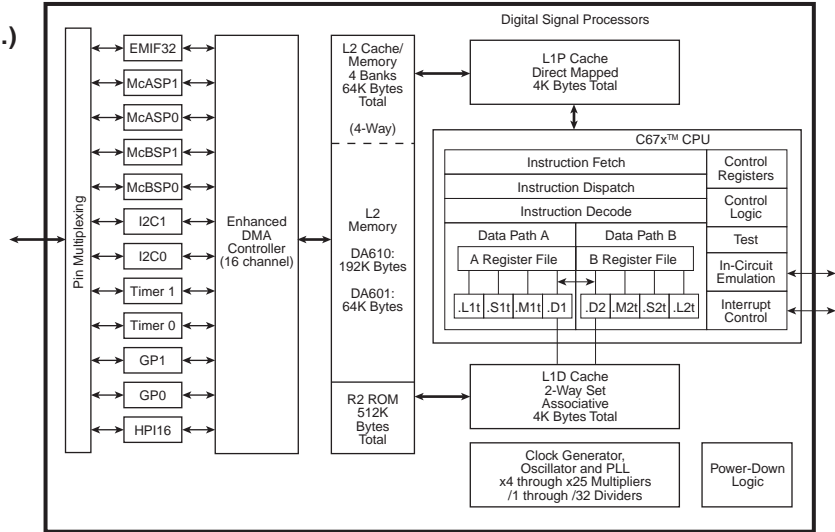 .)
Digital Signal Processors
EMIF32
McASP1
McASP0
McBSP1
McBSP0
I2C1
I2C0
Timer 1
Timer 0
GP1
GP0
HPI16
Pin Multiplexing
Enhanced
DMA
Controller
(16 channel)
L2 Cache/
Memory
4 Banks
64K Bytes
Total
(4-Way)
L2
Memory
DA610:
192K Bytes
DA601:
64K Bytes
R2 ROM
512K
Bytes
Total
L1P Cache
Direct Mapped
4K Bytes Total
C67x™ CPU
Instruction Fetch
Instruction Dispatch
Instruction Decode
Data Path A
Data Path B
A Register File
B Register File
.L1t .S1t .M1t .D1
.D2 .M2t .S2t .L2t
Control
Registers
Control
Logic
Test
In-Circuit
Emulation
Interrupt
Control
L1D Cache
2-Way Set
Associative
4K Bytes Total
Clock Generator,
Oscillator and PLL
x4 through x25 Multipliers
/1 through /32 Dividers
Power-Down
Logic